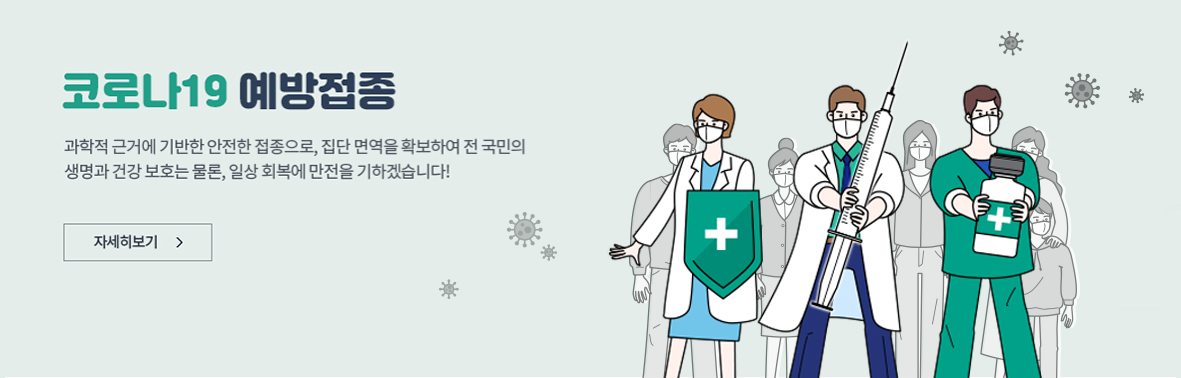 코로나19 예방접종
과학적 근거에 기반한 안전한 접종으로, 집단 면역을 확보하여 전 국민의
생명과 건강 보호는 물론, 일상 회복에 만전을 기하겠습니다!
자세히보기 >